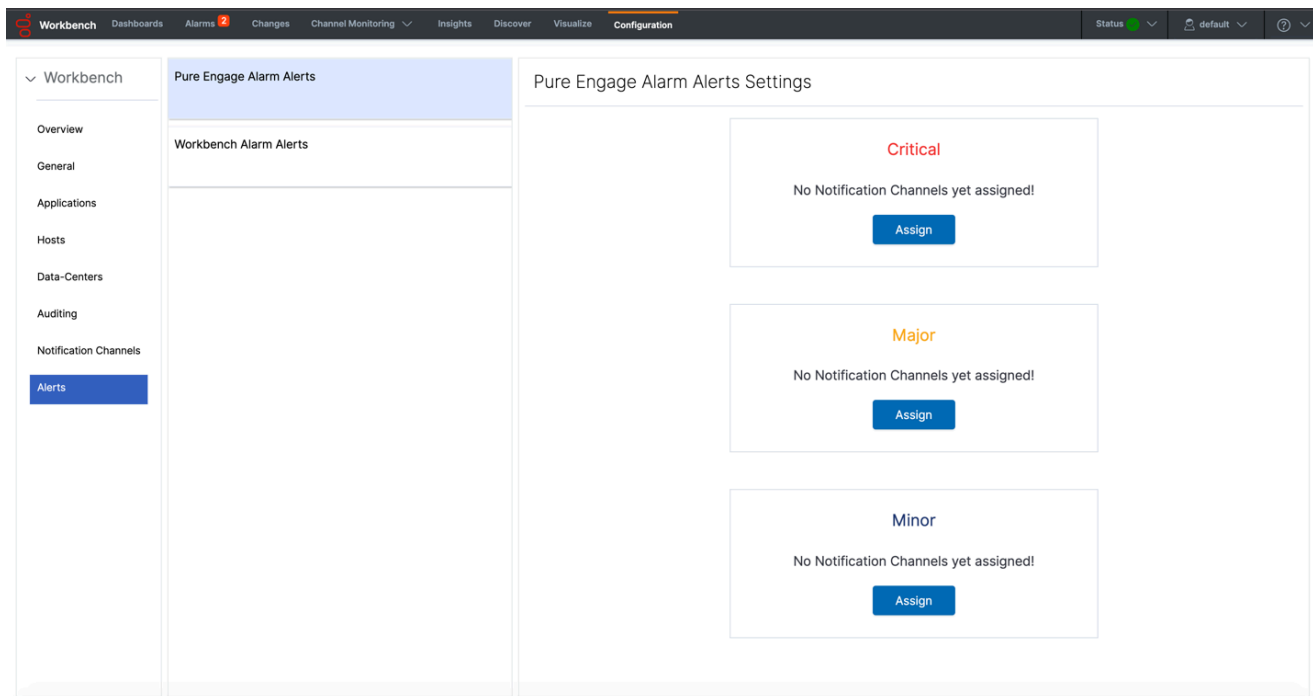 Workbench Dashboards Alarms 2 Changes Channel Monitoring Insights Discover Visualize Configuration Status default
Workbench
Overview
General
Applications
Hosts
Data-Centers
Auditing
Notification Channels
Alerts
Pure Engage Alarm Alerts
Workbench Alarm Alerts
Pure Engage Alarm Alerts Settings
Critical
No Notification Channels yet assigned!
Assign
Major
No Notification Channels yet assigned!
Assign
Minor
No Notification Channels yet assigned!
Assign